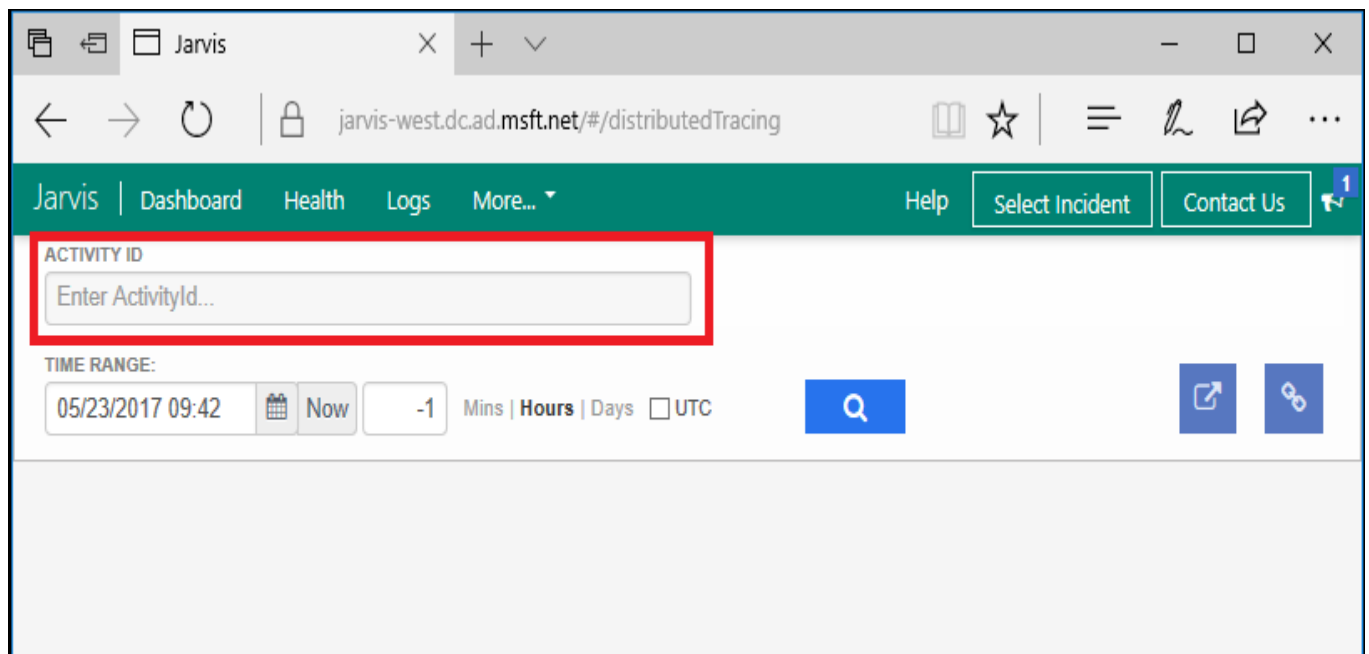 Jarvis
jarvis-west.dc.ad.msft.net/#/distributedTracing
Jarvis | Dashboard Health Logs More... Help Select Incident Contact Us 1
ACTIVITY ID
Enter ActivityId...
TIME RANGE:
05/23/2017 09:42 Now -1 Mins | Hours | Days UTC